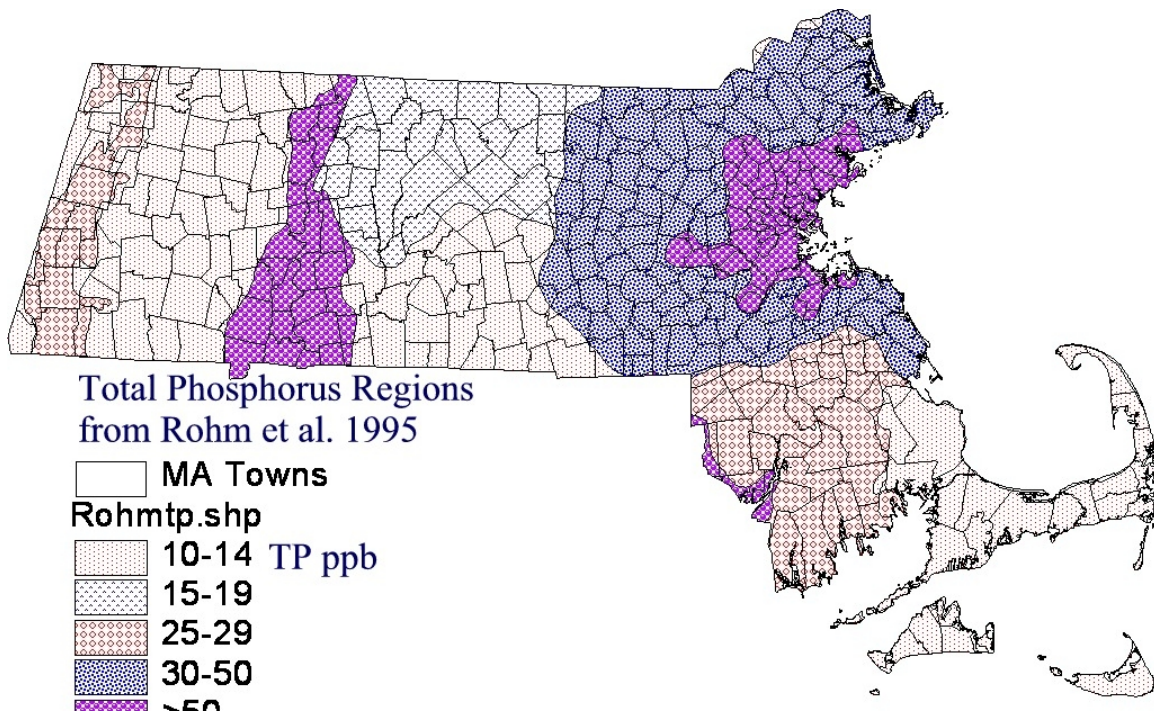 Total Phosphorus Regions
from Rohm et al. 1995
MA Towns
Rohmtp.shp
10-14 TP ppb
15-19
25-29
30-50
>50